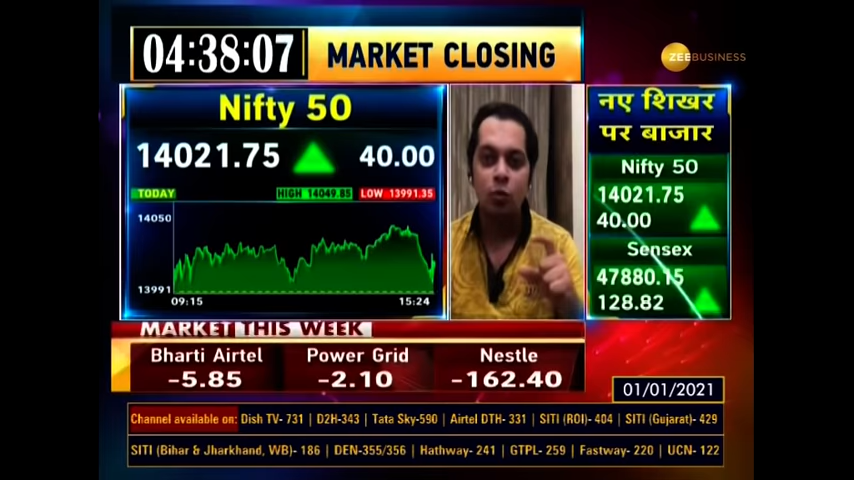 04:38:07
MARKET CLOSING
ZEEBUSINESS
Nifty 50
14021.75 40.00
TODAY HIGH 14049.85 LOW 13991.35
14050
13991
09:15 15:24
नए शिखर
पर बाजार
Nifty 50
14021.75
40.00
Sensex
47880.15
128.82
MARKET THIS WEEK
Bharti Airtel Power Grid Nestle
-5.85 -2.10 -162.40
01/01/2021
Channel available on: Dish TV- 731 | D2H-343 | Tata Sky-590 | Airtel DTH- 331 | SITI (ROI)- 404 | SITI (Gujarat)- 429
SITI (Bihar & Jharkhand, WB)- 186 | DEN-355/356 | Hathway- 241 | GTPL- 259 | Fastway- 220 | UCN- 122